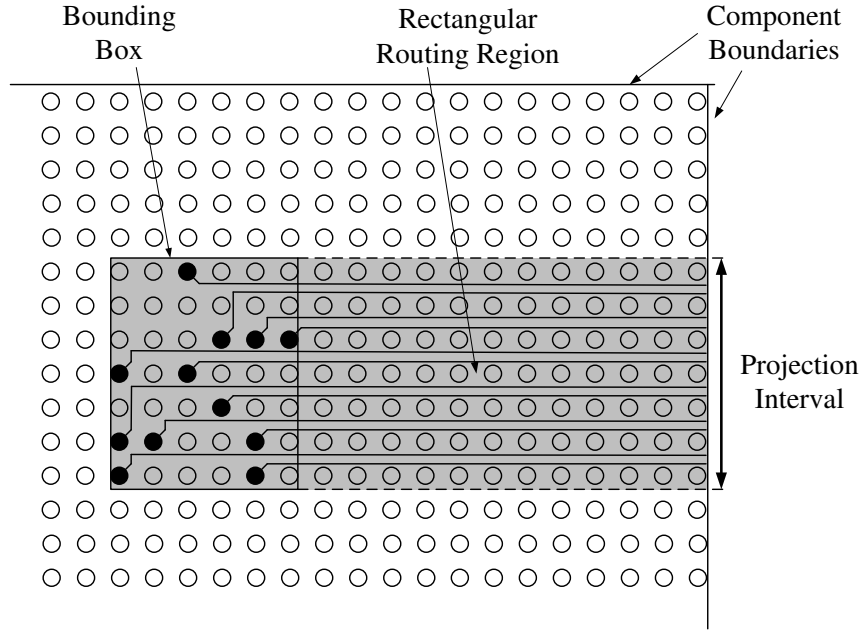 Bounding
Box
Rectangular
Routing Region
Component
Boundaries
Projection
Interval